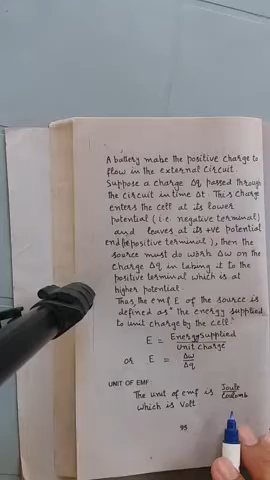 A battery make the positive charge to
flow in the external circuit.
Suppose a charge Δq passed through
the circuit in time Δt. This charge
enters the cell at its lower
potential (i.e negative terminal)
and leaves at its +ve potential
end (positive terminal), then the
source must do work Δw on the
charge Δq in taking it to the
positive terminal which is at
higher potential.
Thus, the emf E of the source is
defined as "The energy supplied
to unit charge by the cell"
E = Energy supplied / Unit charge
or E = Δw / Δq
UNIT OF EMF:
The unit of emf is Joule / Coulomb
which is volt
95